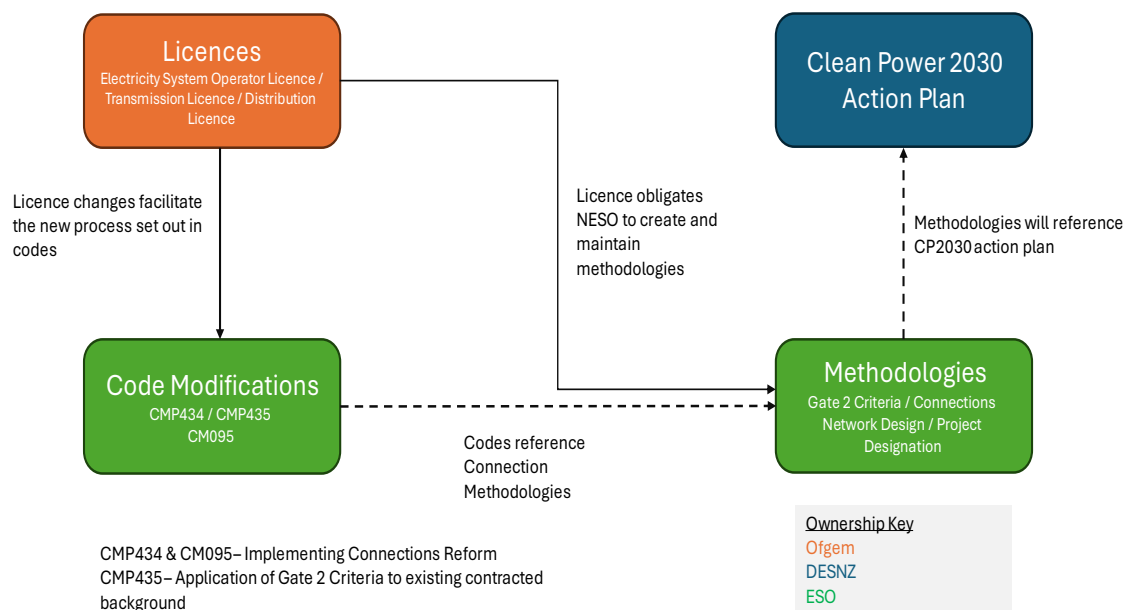 Licences
Electricity System Operator Licence /
Transmission Licence / Distribution
Licence
Clean Power 2030
Action Plan
Licence changes facilitate
the new process set out in
codes
Licence obligates
NESO to create and
maintain
methodologies
Methodologies will reference
CP2030 action plan
Code Modifications
CMP434 / CMP435
CM095
Methodologies
Gate 2 Criteria / Connections
Network Design / Project
Designation
Codes reference
Connection
Methodologies
CMP434 & CM095– Implementing Connections Reform
CMP435– Application of Gate 2 Criteria to existing contracted
background
Ownership Key
Ofgem
DESNZ
ESO